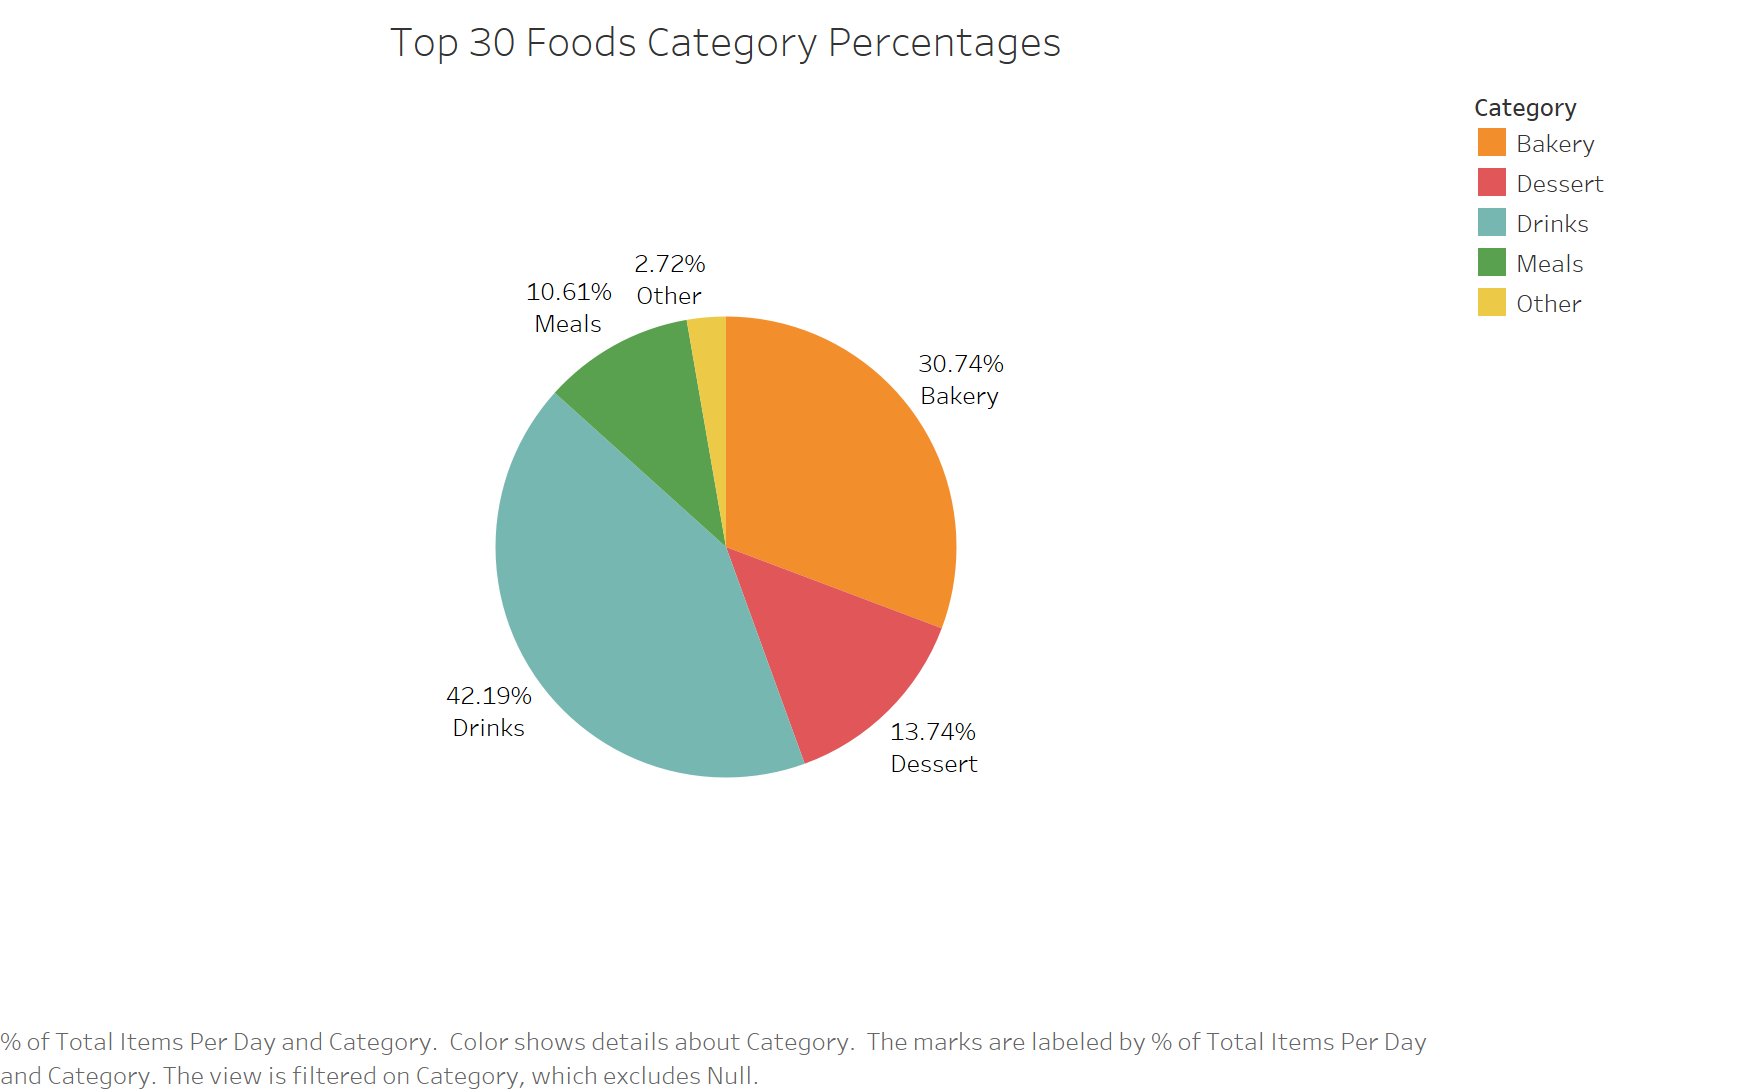 Top 30 Foods Category Percentages
Category
Bakery
Dessert
Drinks
Meals
Other
2.72%
Other
10.61%
Meals
30.74%
Bakery
42.19%
Drinks
13.74%
Dessert
% of Total Items Per Day and Category.  Color shows details about Category.  The marks are labeled by % of Total Items Per Day
and Category. The view is filtered on Category, which excludes Null.